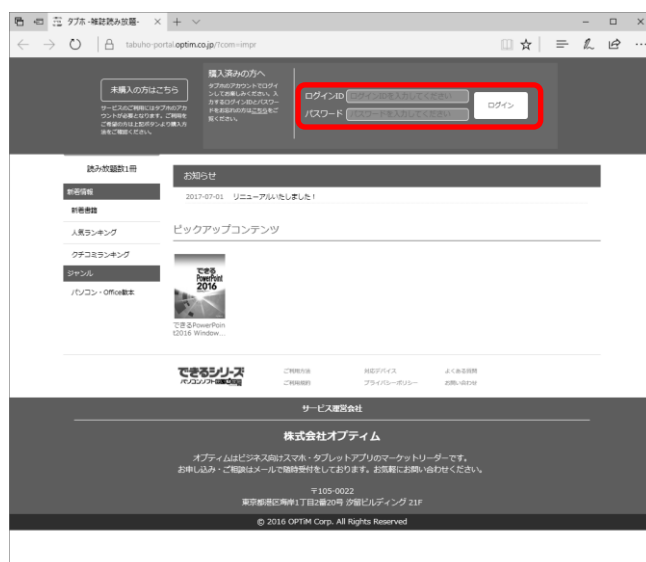 タブホ -雑誌読み放題-
tabuho-portal.optim.co.jp/?com=impr
未購入の方はこちら
サービスのご利用にはタブホのアカ
ウントが必要となります。ご利用を
ご希望の方は上記ボタンより購入方
法をご確認ください。
購入済みの方へ
タブホのアカウントでログイ
ンしてお楽しみください。入
力するログインIDとパスワー
ドをお忘れの方はこちらをご
覧ください。
ログインID ログインIDを入力してください
パスワード パスワードを入力してください
ログイン
読み放題数1冊
新着情報
新着書籍
人気ランキング
クチコミランキング
ジャンル
パソコン・Office教本
お知らせ
2017-07-01 リニューアルいたしました！
ピックアップコンテンツ
できる
PowerPoint
2016
できるPowerPoin
t2016 Window...
できるシリーズ
ご利用方法 対応デバイス よくある質問
ご利用規約 プライバシーポリシー お問い合わせ
サービス運営会社
株式会社オプティム
オプティムはビジネス向けスマホ・タブレットアプリのマーケットリーダーです。
お申し込み・ご相談はメールで随時受付をしております。お気軽にお問い合わせください。
〒105-0022
東京都港区海岸1丁目2番20号 汐留ビルディング 21F
© 2016 OPTiM Corp. All Rights Reserved